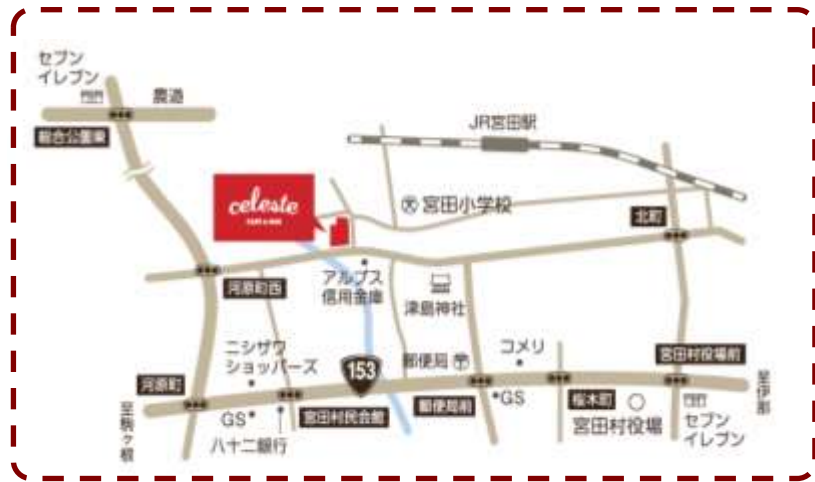 セブン
イレブン
農道
総合公園東
JR宮田駅
celeste
文 宮田小学校
北町
河原町西
アルプス
信用金庫
津島神社
ニシザワ
ショッパーズ
153
郵便局
コメリ
宮田村役場前
河原町
至駒ヶ根
GS
八十二銀行
宮田村民会館
郵便局前
GS
桜木町
宮田村役場
セブン
イレブン
至伊那